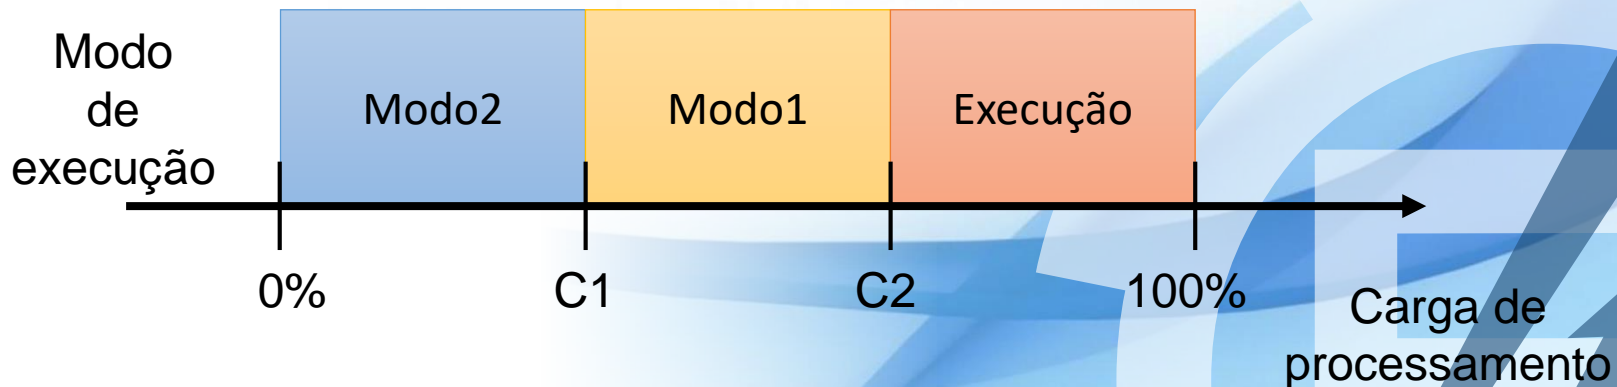 Modo
de
execução
Modo2
Modo1
Execução
0%
C1
C2
100%
Carga de
processamento